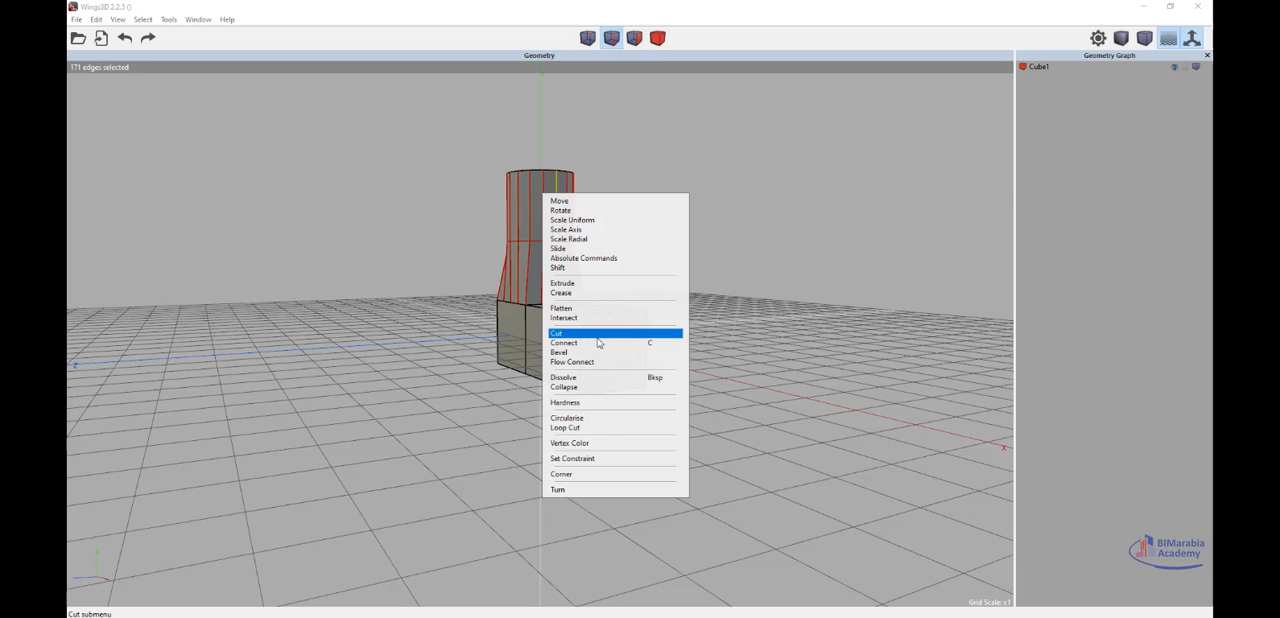 Wings3D 2.2.5 ()
File Edit View Select Tools Window Help
Geometry
Geometry Graph
171 edges selected
Cube1
Move
Rotate
Scale Uniform
Scale Axis
Scale Radial
Slide
Absolute Commands
Shift
Extrude
Crease
Flatten
Intersect
Cut
Connect C
Bevel
Flow Connect
Dissolve Bksp
Collapse
Hardness
Circularise
Loop Cut
Vertex Color
Set Constraint
Corner
Turn
Z
X
BIMarabia
Academy
Grid Scale: x1
Cut submenu